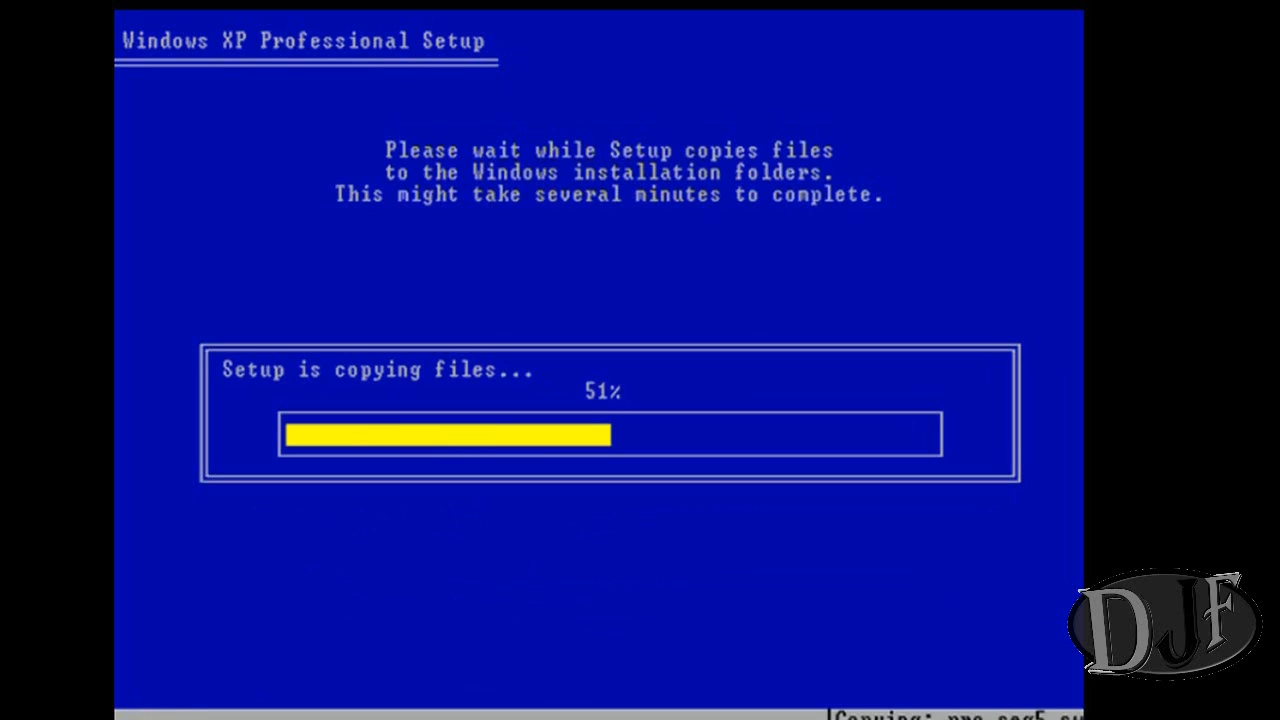 Windows XP Professional Setup
Please wait while Setup copies files
to the Windows installation folders.
This might take several minutes to complete.
Setup is copying files...
51%
Copying:
DJF